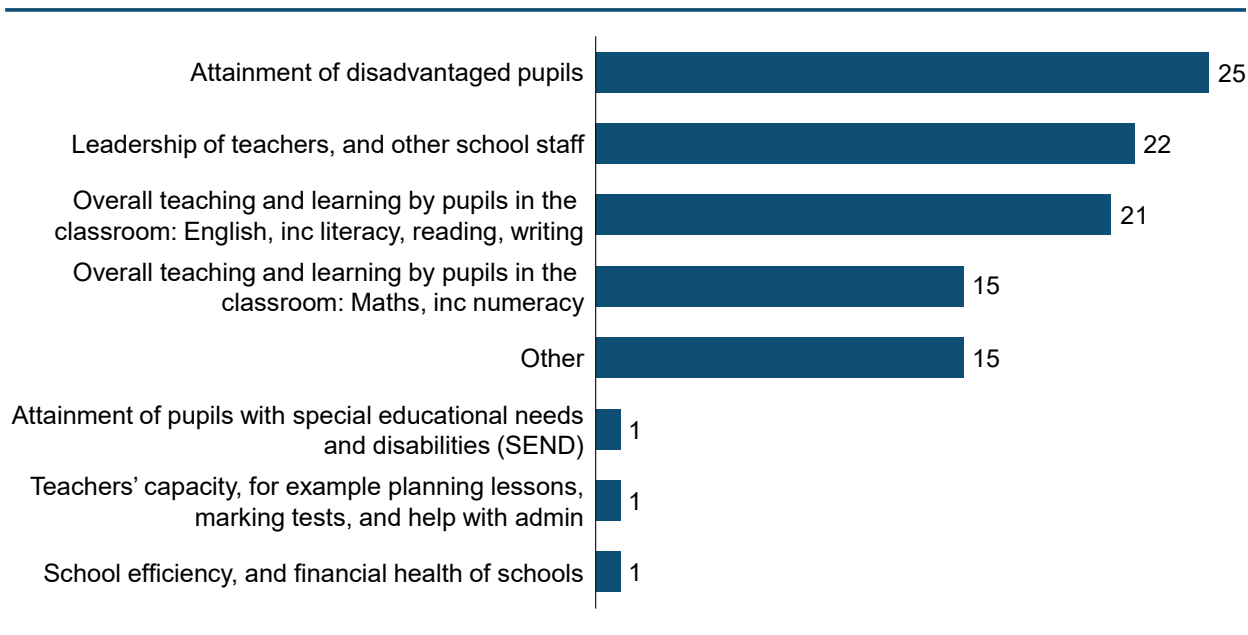 Attainment of disadvantaged pupils
25
Leadership of teachers, and other school staff
22
Overall teaching and learning by pupils in the
classroom: English, inc literacy, reading, writing
21
Overall teaching and learning by pupils in the
classroom: Maths, inc numeracy
15
Other
15
Attainment of pupils with special educational needs
and disabilities (SEND)
1
Teachers’ capacity, for example planning lessons,
marking tests, and help with admin
1
School efficiency, and financial health of schools
1